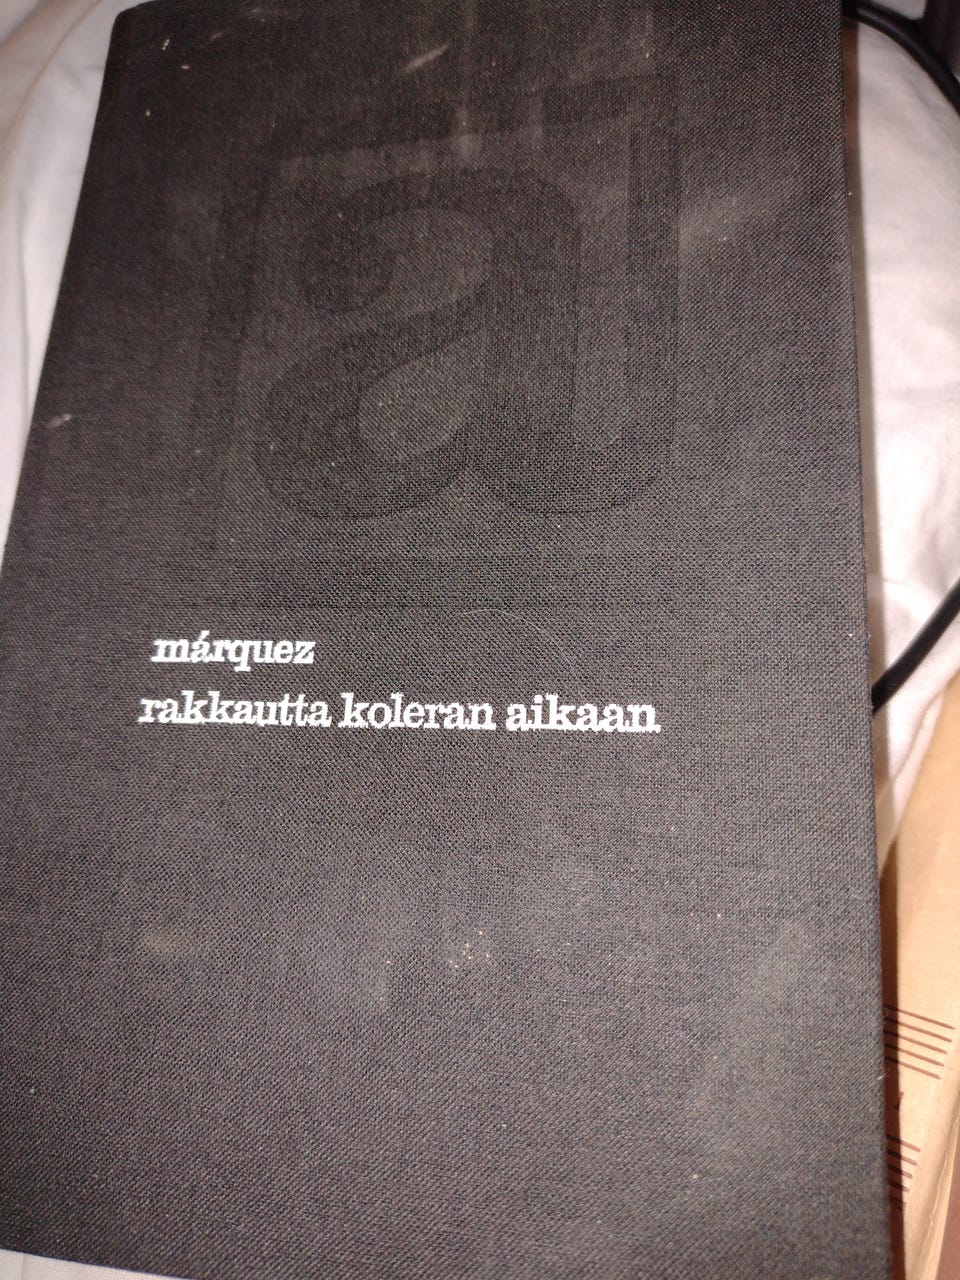 a
márquez
rakkautta koleran aikaan